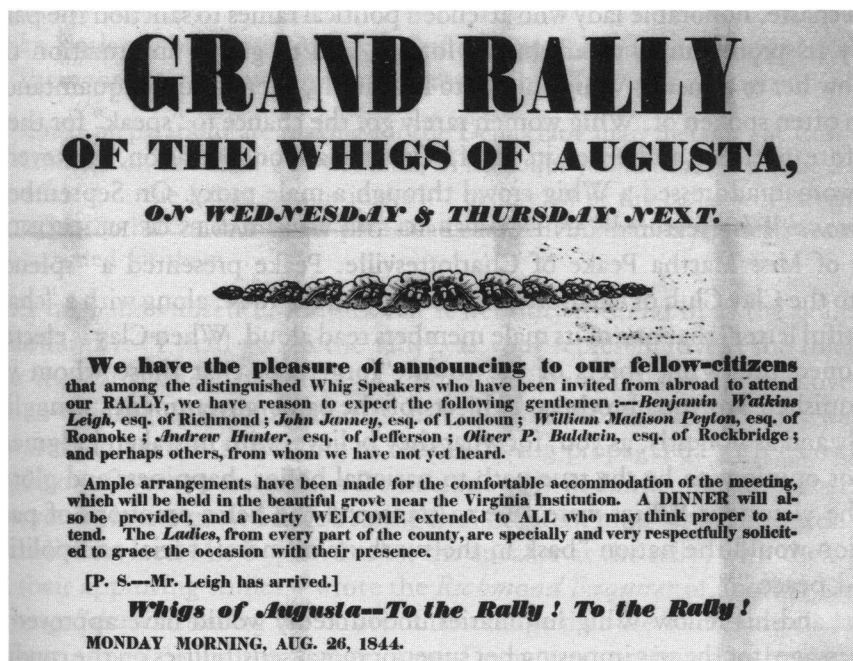 GRAND RALLY
OF THE WHIGS OF AUGUSTA,
ON WEDNESDAY & THURSDAY NEXT.
We have the pleasure of announcing to our fellow-citizens
that among the distinguished Whig Speakers who have been invited from abroad to attend
our RALLY, we have reason to expect the following gentlemen:--Benjamin Watkins
Leigh, esq. of Richmond; John Janney, esq. of Loudoun; William Madison Peyton, esq. of
Roanoke; Andrew Hunter, esq. of Jefferson; Oliver P. Baldwin, esq. of Rockbridge;
and perhaps others, from whom we have not yet heard.
Ample arrangements have been made for the comfortable accommodation of the meeting,
which will be held in the beautiful grove near the Virginia Institution. A DINNER will al-
so be provided, and a hearty WELCOME extended to ALL who may think proper to at-
tend. The Ladies, from every part of the county, are specially and very respectfully solicit-
ed to grace the occasion with their presence.
[P. S.--Mr. Leigh has arrived.]
Whigs of Augusta--To the Rally! To the Rally!
MONDAY MORNING, AUG. 26, 1844.